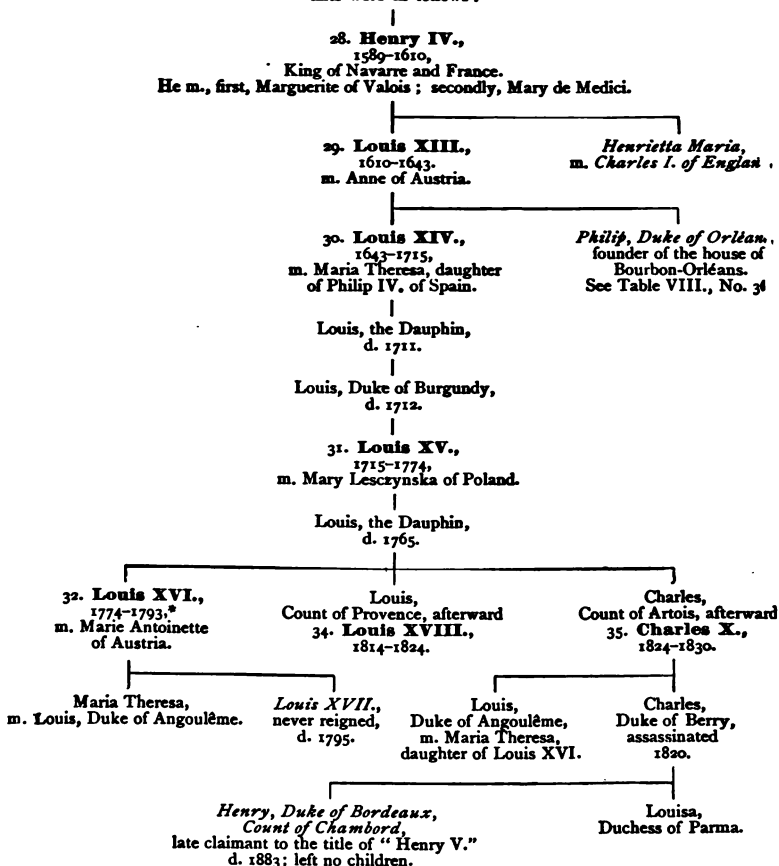 28. Henry IV.,
1589-1610,
King of Navarre and France.
He m., first, Marguerite of Valois ; secondly, Mary de Medici.
29. Louis XIII.,
1610-1643.
m. Anne of Austria.
Henrietta Maria,
m. Charles I. of Englan
30. Louis XIV.,
1643-1715,
m. Maria Theresa, daughter
of Philip IV. of Spain.
Philip, Duke of Orléan
founder of the house of
Bourbon-Orléans.
See Table VIII., No.
Louis, the Dauphin,
d. 1711.
Louis, Duke of Burgundy,
d. 1712.
31. Louis XV.,
1715-1774,
m. Mary Lesczynska of Poland.
Louis, the Dauphin,
d. 1765.
32. Louis XVI.,
1774-1793,*
m. Marie Antoinette
of Austria.
Louis,
Count of Provence, afterward
34. Louis XVIII.,
1814-1824.
Charles,
Count of Artois, afterward
35. Charles X.,
1824-1830.
Maria Theresa,
m. Louis, Duke of Angoulême.
Louis XVII.,
never reigned,
d. 1795.
Louis,
Duke of Angoulême,
m. Maria Theresa,
daughter of Louis XVI.
Charles,
Duke of Berry,
assassinated
1820.
Henry, Duke of Bordeaux,
Count of Chambord,
late claimant to the title of " Henry V."
d. 1883; left no children.
Louisa,
Duchess of Parma.